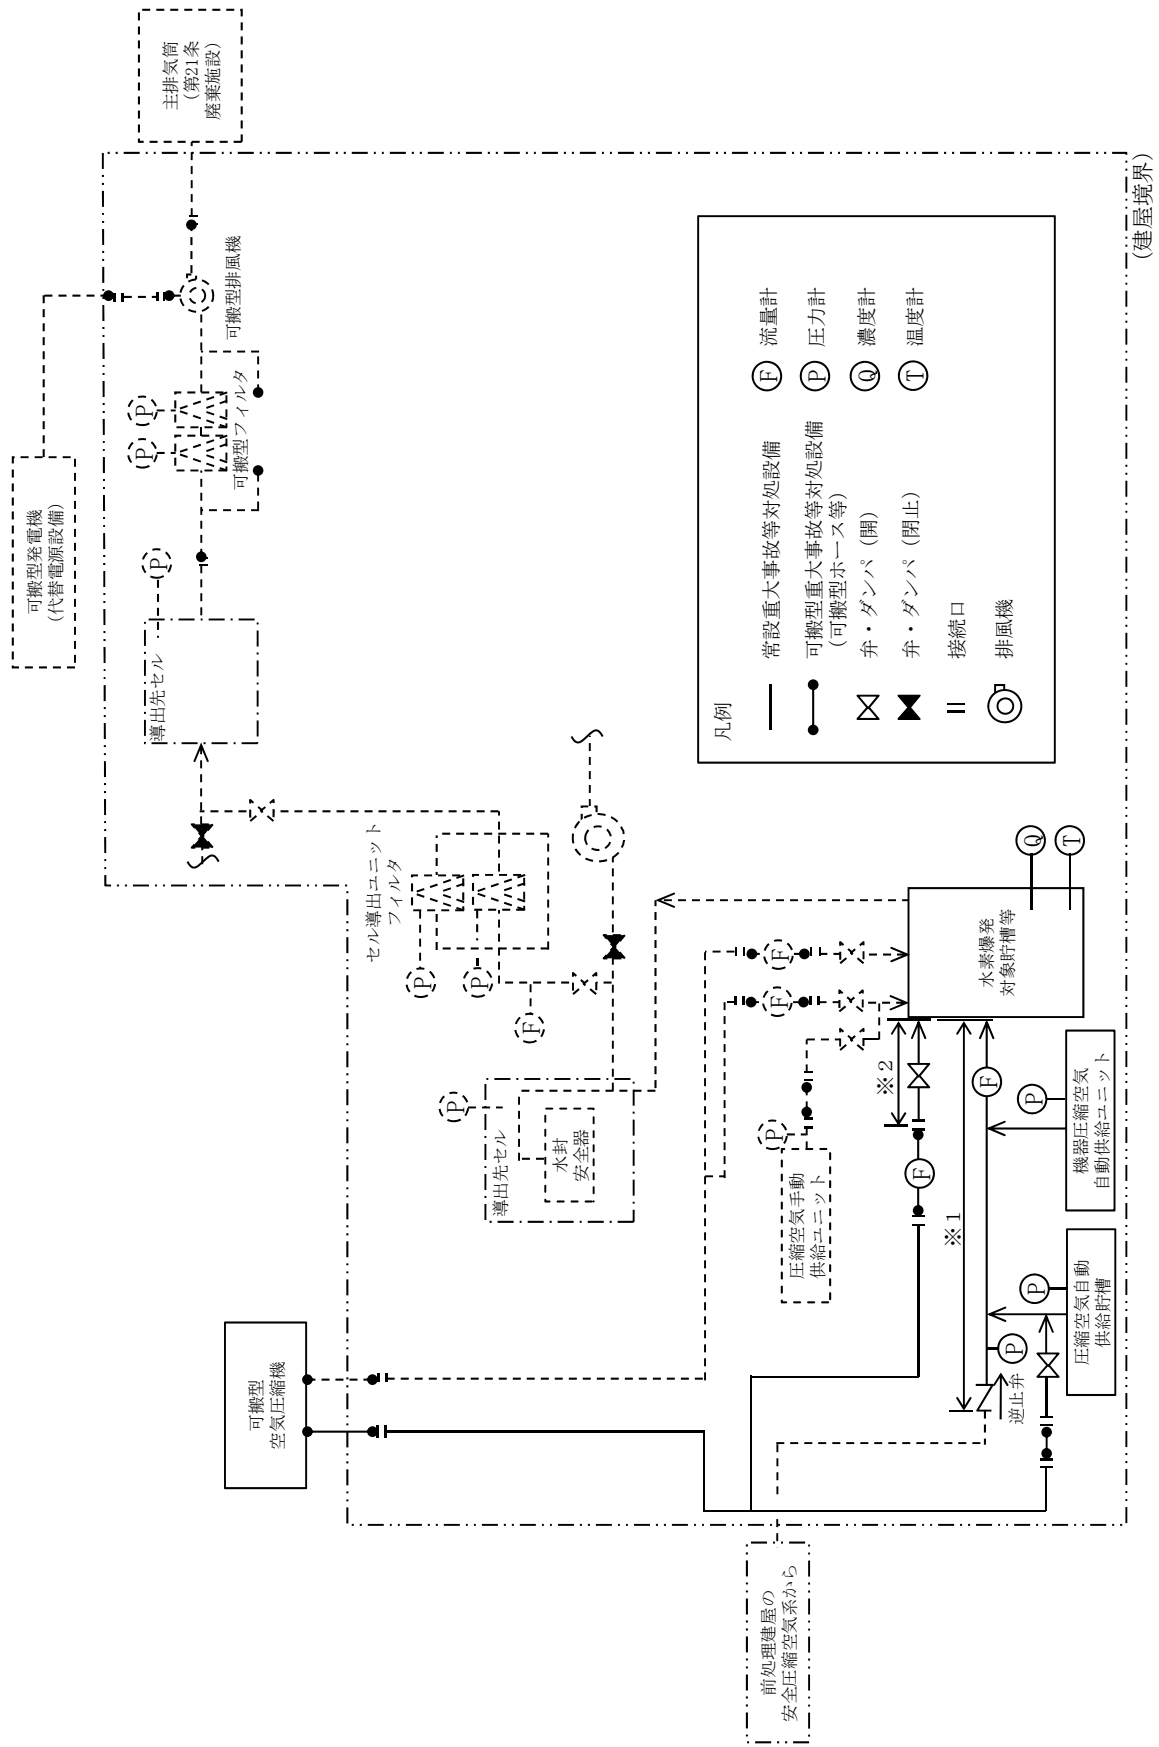 主排気筒
(第21条
廃棄施設)
可搬型発電機
(代替電源設備)
可搬型排風機
P
P
可搬型フィルタ
P
導出先セル
セル導出ユニット
フィルタ
P
P
F
P
導出先セル
水封
安全器
可搬型
空気圧縮機
F
F
P
圧縮空気手動
供給ユニット
水素爆発
対象貯槽等
Q
T
※2
F
※1
F
P
機器圧縮空気
自動供給ユニット
P
圧縮空気自動
供給貯槽
P
逆止弁
前処理建屋の
安全圧縮空気系から
(建屋境界)
凡例
常設重大事故等対処設備
可搬型重大事故等対処設備
(可搬型ホース等)
弁・ダンパ (開)
弁・ダンパ (閉止)
接続口
排風機
F 流量計
P 圧力計
Q 濃度計
T 温度計